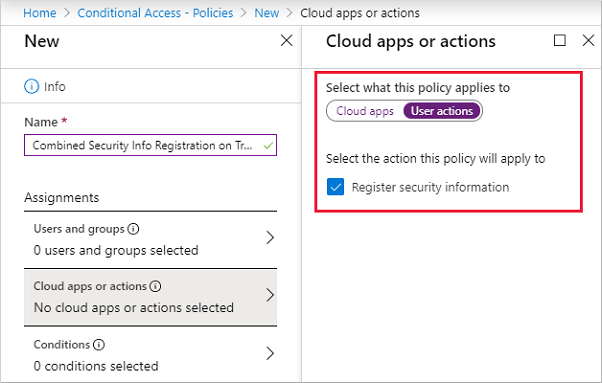 Home > Conditional Access - Policies > New > Cloud apps or actions
New
Info
Name *
Combined Security Info Registration on Tr...
Assignments
Users and groups
0 users and groups selected
Cloud apps or actions
No cloud apps or actions selected
Conditions
0 conditions selected
Cloud apps or actions
Select what this policy applies to
Cloud apps User actions
Select the action this policy will apply to
Register security information